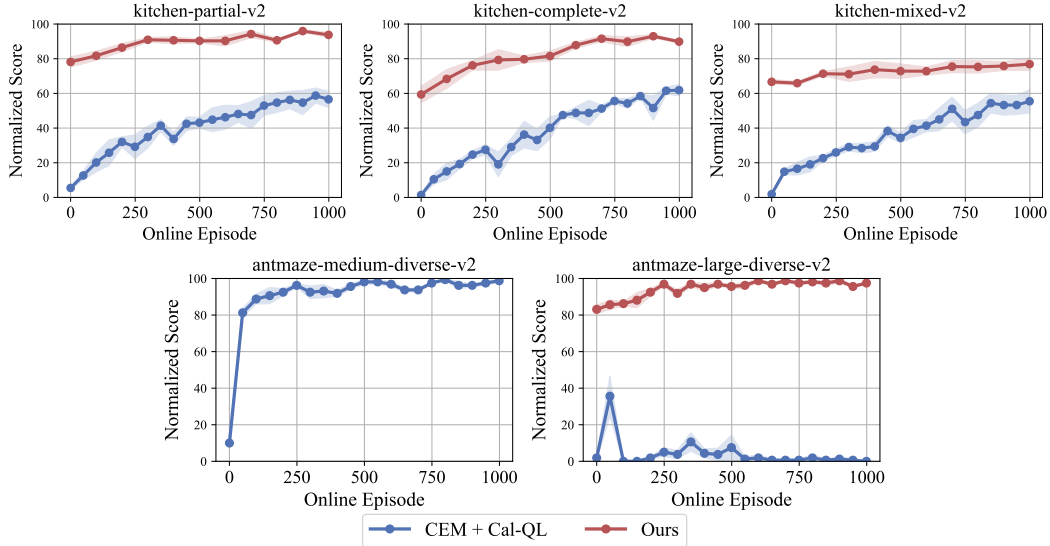 kitchen-partial-v2
kitchen-complete-v2
kitchen-mixed-v2
Normalized Score
100
80
60
40
20
0
0 250 500 750 1000
Online Episode
Normalized Score
100
80
60
40
20
0
0 250 500 750 1000
Online Episode
Normalized Score
100
80
60
40
20
0
0 250 500 750 1000
Online Episode
antmaze-medium-diverse-v2
antmaze-large-diverse-v2
Normalized Score
100
80
60
40
20
0
0 250 500 750 1000
Online Episode
Normalized Score
100
80
60
40
20
0
0 250 500 750 1000
Online Episode
CEM + Cal-QL Ours